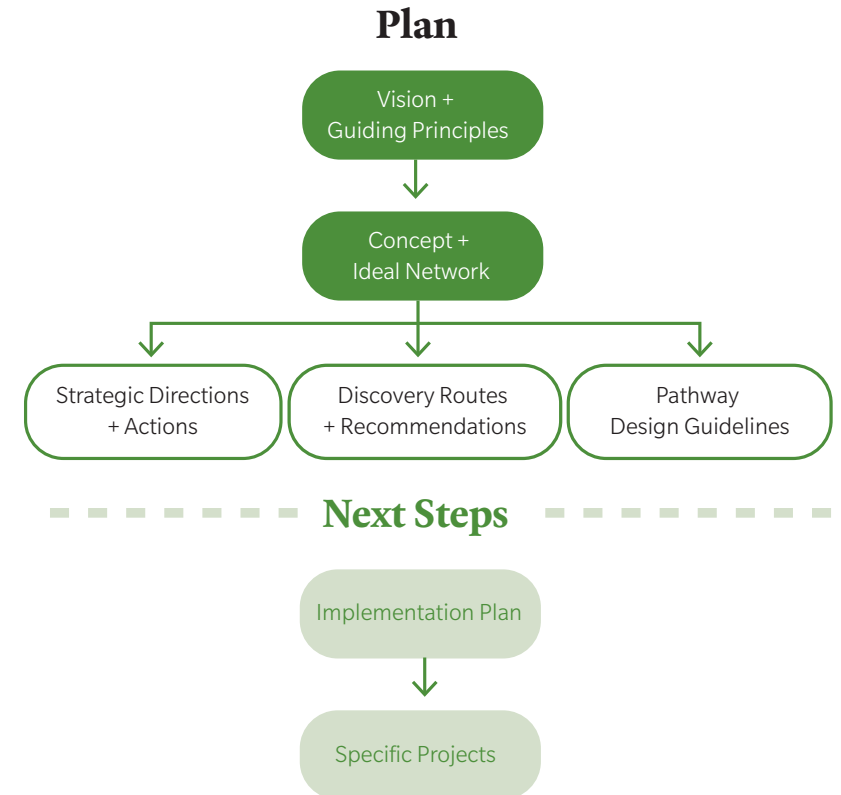 Plan
Vision +
Guiding Principles
Concept +
Ideal Network
Strategic Directions
+ Actions
Discovery Routes
+ Recommendations
Pathway
Design Guidelines
Next Steps
Implementation Plan
Specific Projects